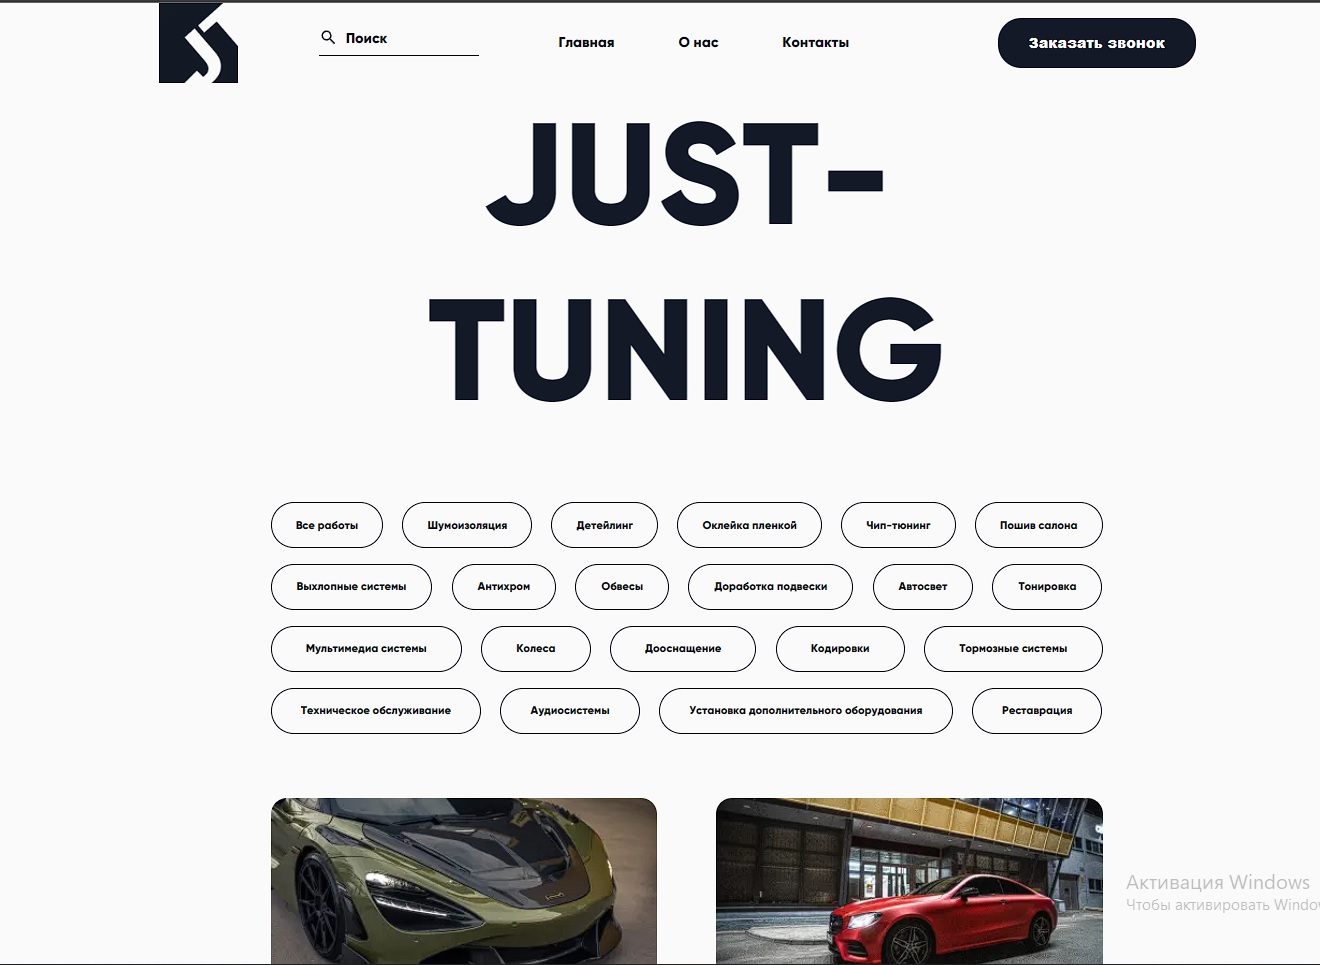 Поиск
Главная
О нас
Контакты
Заказать звонок
JUST-
TUNING
Все работы
Шумоизоляция
Детейлинг
Оклейка пленкой
Чип-тюнинг
Пошив салона
Выхлопные системы
Антихром
Обвесы
Доработка подвески
Автосвет
Тонировка
Мультимедиа системы
Колеса
Дооснащение
Кодировки
Тормозные системы
Техническое обслуживание
Аудиосистемы
Установка дополнительного оборудования
Реставрация
Активация Windows
Чтобы активировать Windo